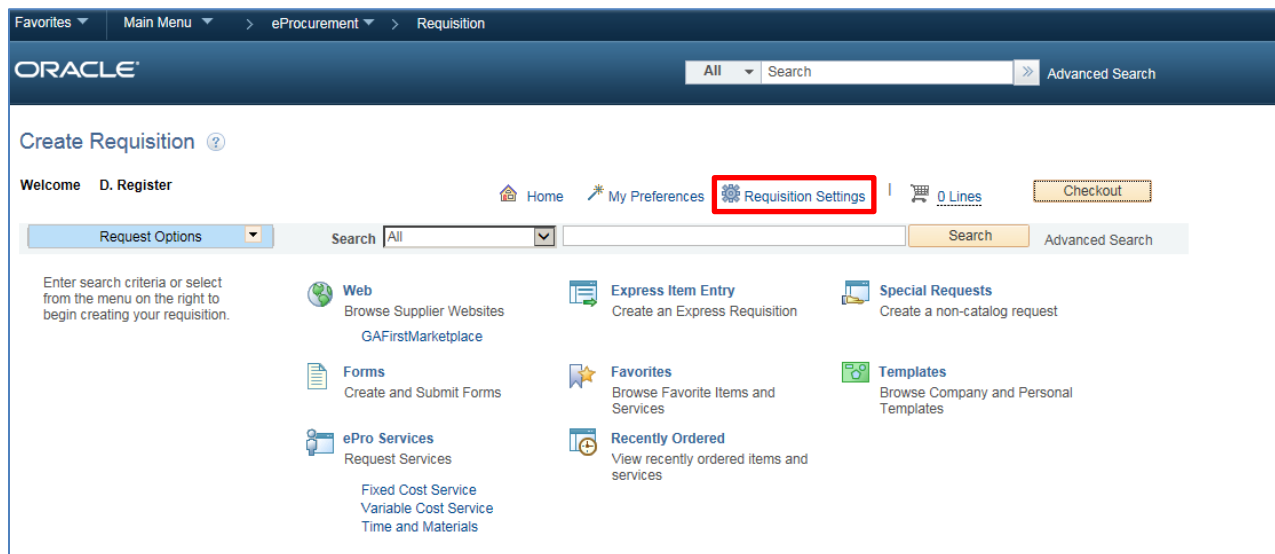 Favorites Main Menu > eProcurement > Requisition
ORACLE
All Search » Advanced Search
Create Requisition ?
Welcome D. Register
Home My Preferences Requisition Settings | 0 Lines Checkout
Request Options Search All Search Advanced Search
Enter search criteria or select
from the menu on the right to
begin creating your requisition.
Web
Browse Supplier Websites
GAFirstMarketplace
Express Item Entry
Create an Express Requisition
Special Requests
Create a non-catalog request
Forms
Create and Submit Forms
Favorites
Browse Favorite Items and
Services
Templates
Browse Company and Personal
Templates
ePro Services
Request Services
Fixed Cost Service
Variable Cost Service
Time and Materials
Recently Ordered
View recently ordered items and
services